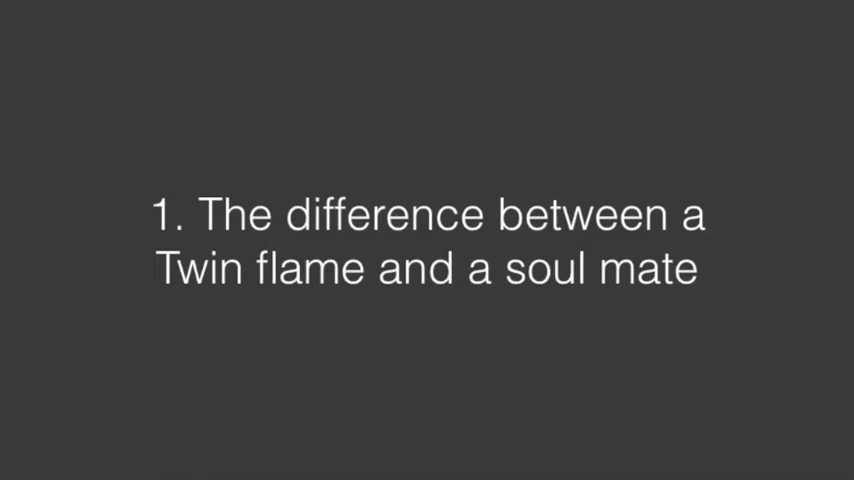 1. The difference between a
Twin flame and a soul mate